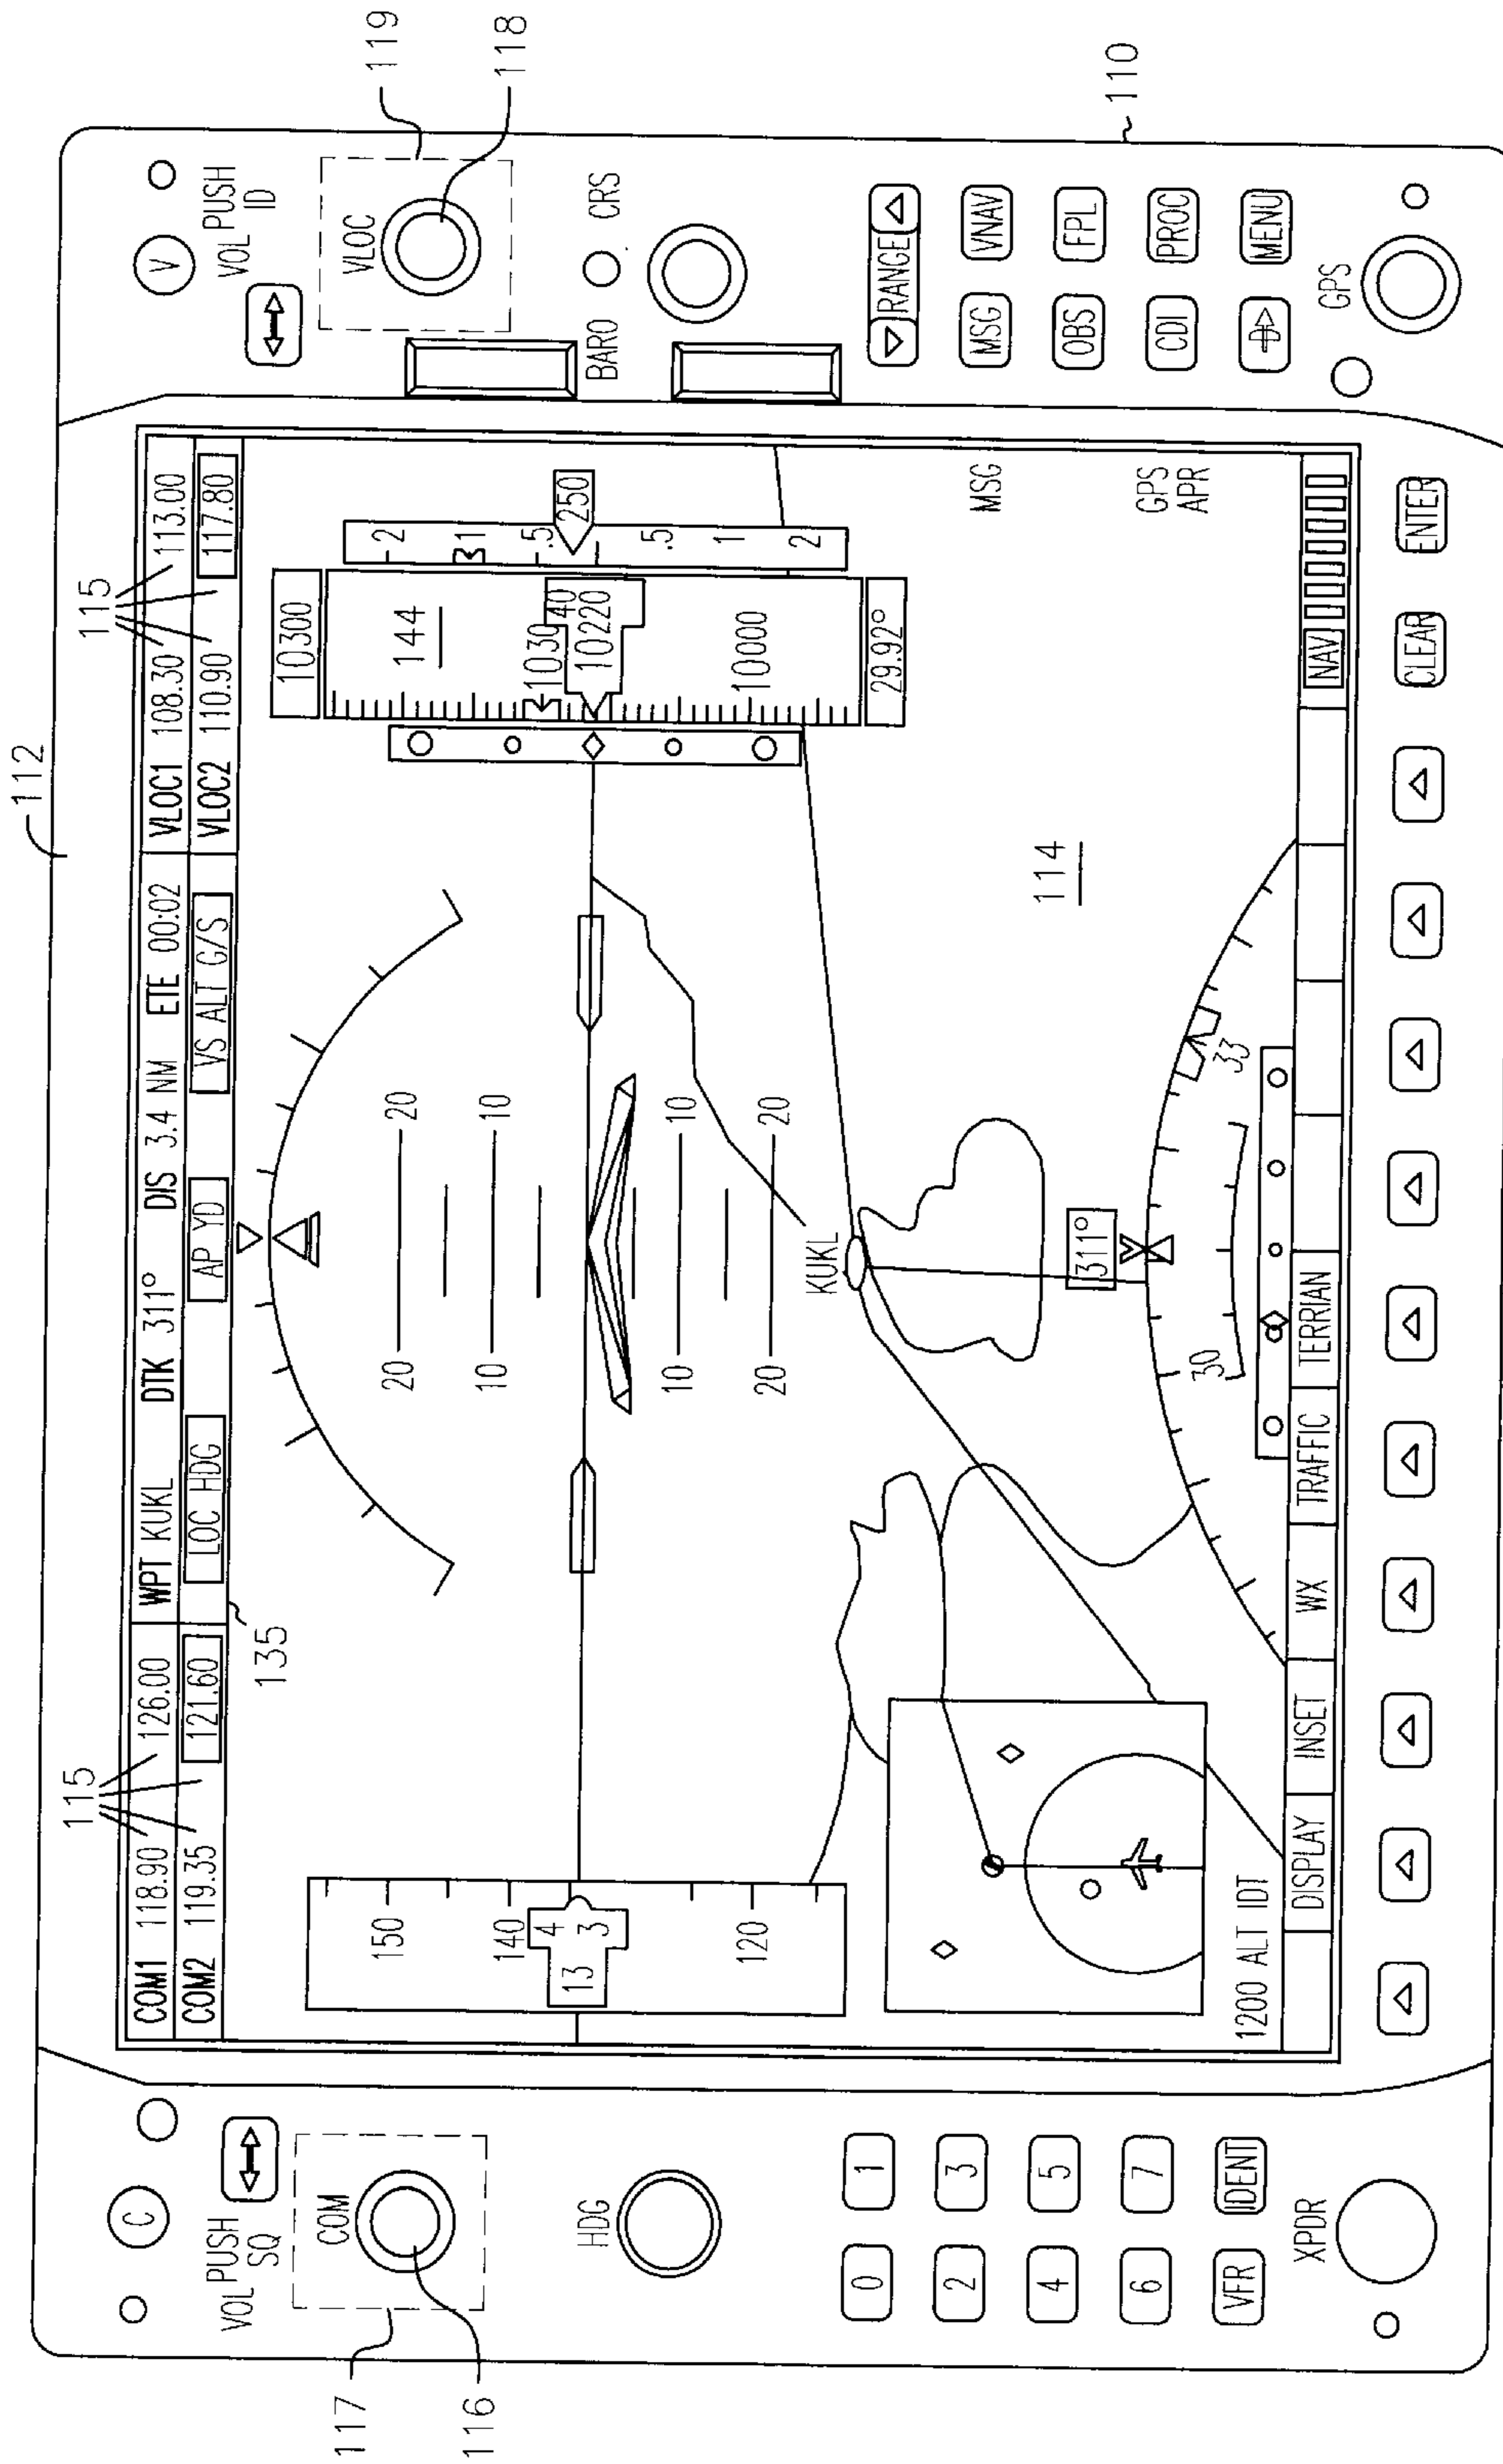 112
115
115
119
118
117
116
110
C
VOL PUSH
SQ
COM
HDG
0 1
2 3
4 5
6 7
VFR IDENT
XPDR
COM1 118.90 126.00 WPT KUKL DTK 311° DIS 3.4 NM ETE 00:02 VLOC1 108.30 113.00
COM2 119.35 121.60 LOC HDG AP YD VS ALT G/S VLOC2 110.90 117.80
135
150
140
13 4
3
120
20 20
10 10
10 10
20 20
10300
144
1030
40
10220
10000
29.92°
2
1
.5
250
.5
1
2
KUKL
114
MSG
311°
GPS
APR
30 33
1200 ALT IDT
DISPLAY INSET WX TRAFFIC TERRIAN NAV
CLEAR ENTER
V
VOL PUSH
ID
VLOC
BARO CRS
RANGE
MSG VNAV
OBS FPL
CDI PROC
D MENU
GPS